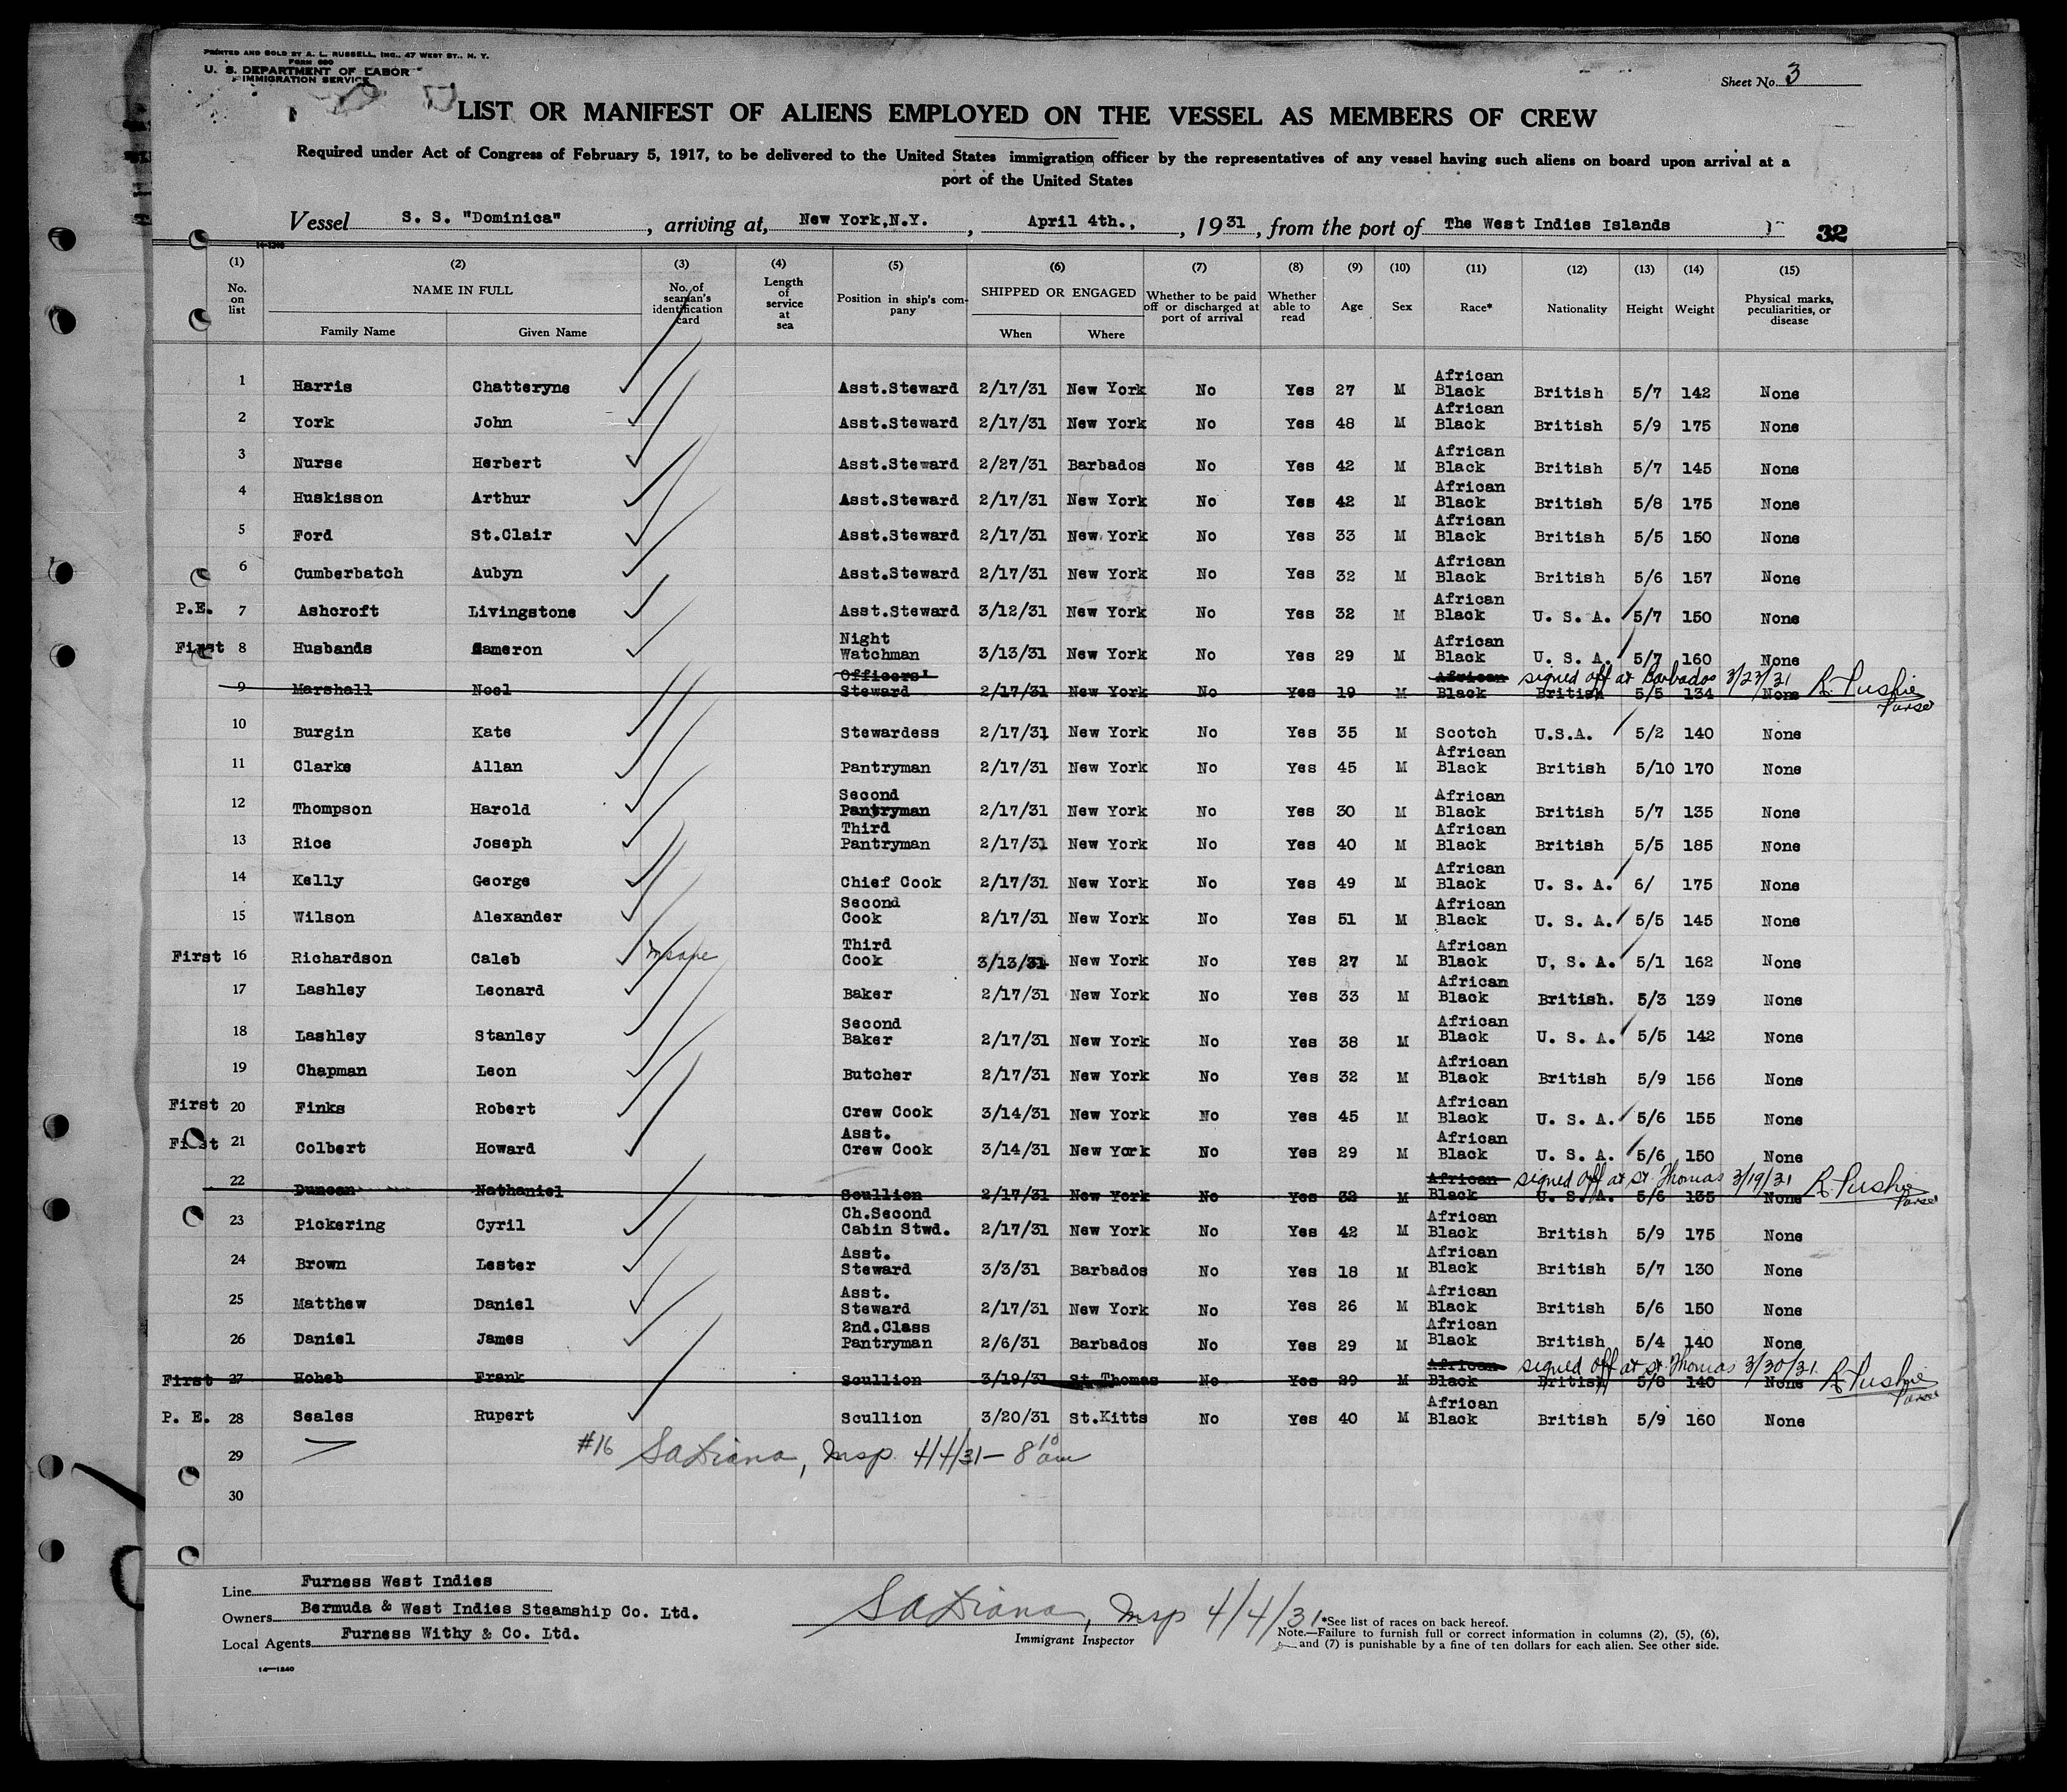 PRINTED AND SOLD BY A. L. RUSSELL, INC., 47 WEST ST., N. Y.
FORM 680
U. S. DEPARTMENT OF LABOR
IMMIGRATION SERVICE
Sheet No. 3
LIST OR MANIFEST OF ALIENS EMPLOYED ON THE VESSEL AS MEMBERS OF CREW
Required under Act of Congress of February 5, 1917, to be delivered to the United States immigration officer by the representatives of any vessel having such aliens on board upon arrival at a
port of the United States
Vessel S. S. "Dominica", arriving at, New York,N.Y., April 4th., , 1931, from the port of The West Indies Islands 32
14-1240
(1) (2) (3) (4) (5) (6) (7) (8) (9) (10) (11) (12) (13) (14) (15)
No. on list NAME IN FULL Family Name Given Name No. of seaman's identification card Length of service at sea Position in ship's company SHIPPED OR ENGAGED When Where Whether to be paid off or discharged at port of arrival Whether able to read Age Sex Race* Nationality Height Weight Physical marks, peculiarities, or disease
1 Harris Chatteryne Asst.Steward 2/17/31 New York No Yes 27 M African Black British 5/7 142 None
2 York John Asst.Steward 2/17/31 New York No Yes 48 M African Black British 5/9 175 None
3 Nurse Herbert Asst.Steward 2/27/31 Barbados No Yes 42 M African Black British 5/7 145 None
4 Huskisson Arthur Asst.Steward 2/17/31 New York No Yes 42 M African Black British 5/8 175 None
5 Ford St.Clair Asst.Steward 2/17/31 New York No Yes 33 M African Black British 5/5 150 None
6 Cumberbatch Aubyn Asst.Steward 2/17/31 New York No Yes 32 M African Black British 5/6 157 None
P.E. 7 Ashcroft Livingstone Asst.Steward 3/12/31 New York No Yes 32 M African Black U. S. A. 5/7 150 None
First 8 Husbands Cameron Night Watchman 3/13/31 New York No Yes 29 M African Black U. S. A. 5/7 160 None
9 Marshall Noel Officers' Steward 2/17/31 New York No Yes 19 M African Black British 5/5 134 None signed off at Barbados 3/27/31 R. Pushie Purser
10 Burgin Kate Stewardess 2/17/31 New York No Yes 35 M Scotch U.S.A. 5/2 140 None
11 Clarke Allan Pantryman 2/17/31 New York No Yes 45 M African Black British 5/10 170 None
12 Thompson Harold Second Pantryman 2/17/31 New York No Yes 30 M African Black British 5/7 135 None
13 Rice Joseph Third Pantryman 2/17/31 New York No Yes 40 M African Black British 5/5 185 None
14 Kelly George Chief Cook 2/17/31 New York No Yes 49 M African Black U. S. A. 6/ 175 None
15 Wilson Alexander Second Cook 2/17/31 New York No Yes 51 M African Black U. S. A. 5/5 145 None
First 16 Richardson Caleb Third Cook 3/13/31 New York No Yes 27 M African Black U. S. A. 5/1 162 None
17 Lashley Leonard Baker 2/17/31 New York No Yes 33 M African Black British. 5/3 139 None
18 Lashley Stanley Second Baker 2/17/31 New York No Yes 38 M African Black U. S. A. 5/5 142 None
19 Chapman Leon Butcher 2/17/31 New York No Yes 32 M African Black British 5/9 156 None
First 20 Finks Robert Crew Cook 3/14/31 New York No Yes 45 M African Black U. S. A. 5/6 155 None
First 21 Colbert Howard Asst. Crew Cook 3/14/31 New York No Yes 29 M African Black U. S. A. 5/6 150 None
22 Duncan Nathaniel Scullion 2/17/31 New York No Yes 32 M African Black U. S. A. 5/6 135 None signed off at St. Thomas 3/19/31 R. Pushie Purser
23 Pickering Cyril Ch.Second Cabin Stwd. 2/17/31 New York No Yes 42 M African Black British 5/9 175 None
24 Brown Lester Asst. Steward 3/3/31 Barbados No Yes 18 M African Black British 5/7 130 None
25 Matthew Daniel Asst. Steward 2/17/31 New York No Yes 26 M African Black British 5/6 150 None
26 Daniel James 2nd.Class Pantryman 2/6/31 Barbados No Yes 29 M African Black British 5/4 140 None
First 27 Hoheb Frank Scullion 3/19/31 St.Thomas No Yes 29 M African Black British 5/8 140 None signed off at St. Thomas 3/30/31. R. Pushie Purser
P. E. 28 Seales Rupert Scullion 3/20/31 St.Kitts No Yes 40 M African Black British 5/9 160 None
29 #16 SaDiana, Insp. 4/4/31 - 8 10 am
30
Line Furness West Indies
Owners Bermuda & West Indies Steamship Co. Ltd.
Local Agents Furness Withy & Co. Ltd.
14—1240
SaDiana, Insp 4/4/31
Immigrant Inspector
*See list of races on back hereof.
Note.—Failure to furnish full or correct information in columns (2), (5), (6),
and (7) is punishable by a fine of ten dollars for each alien. See other side.